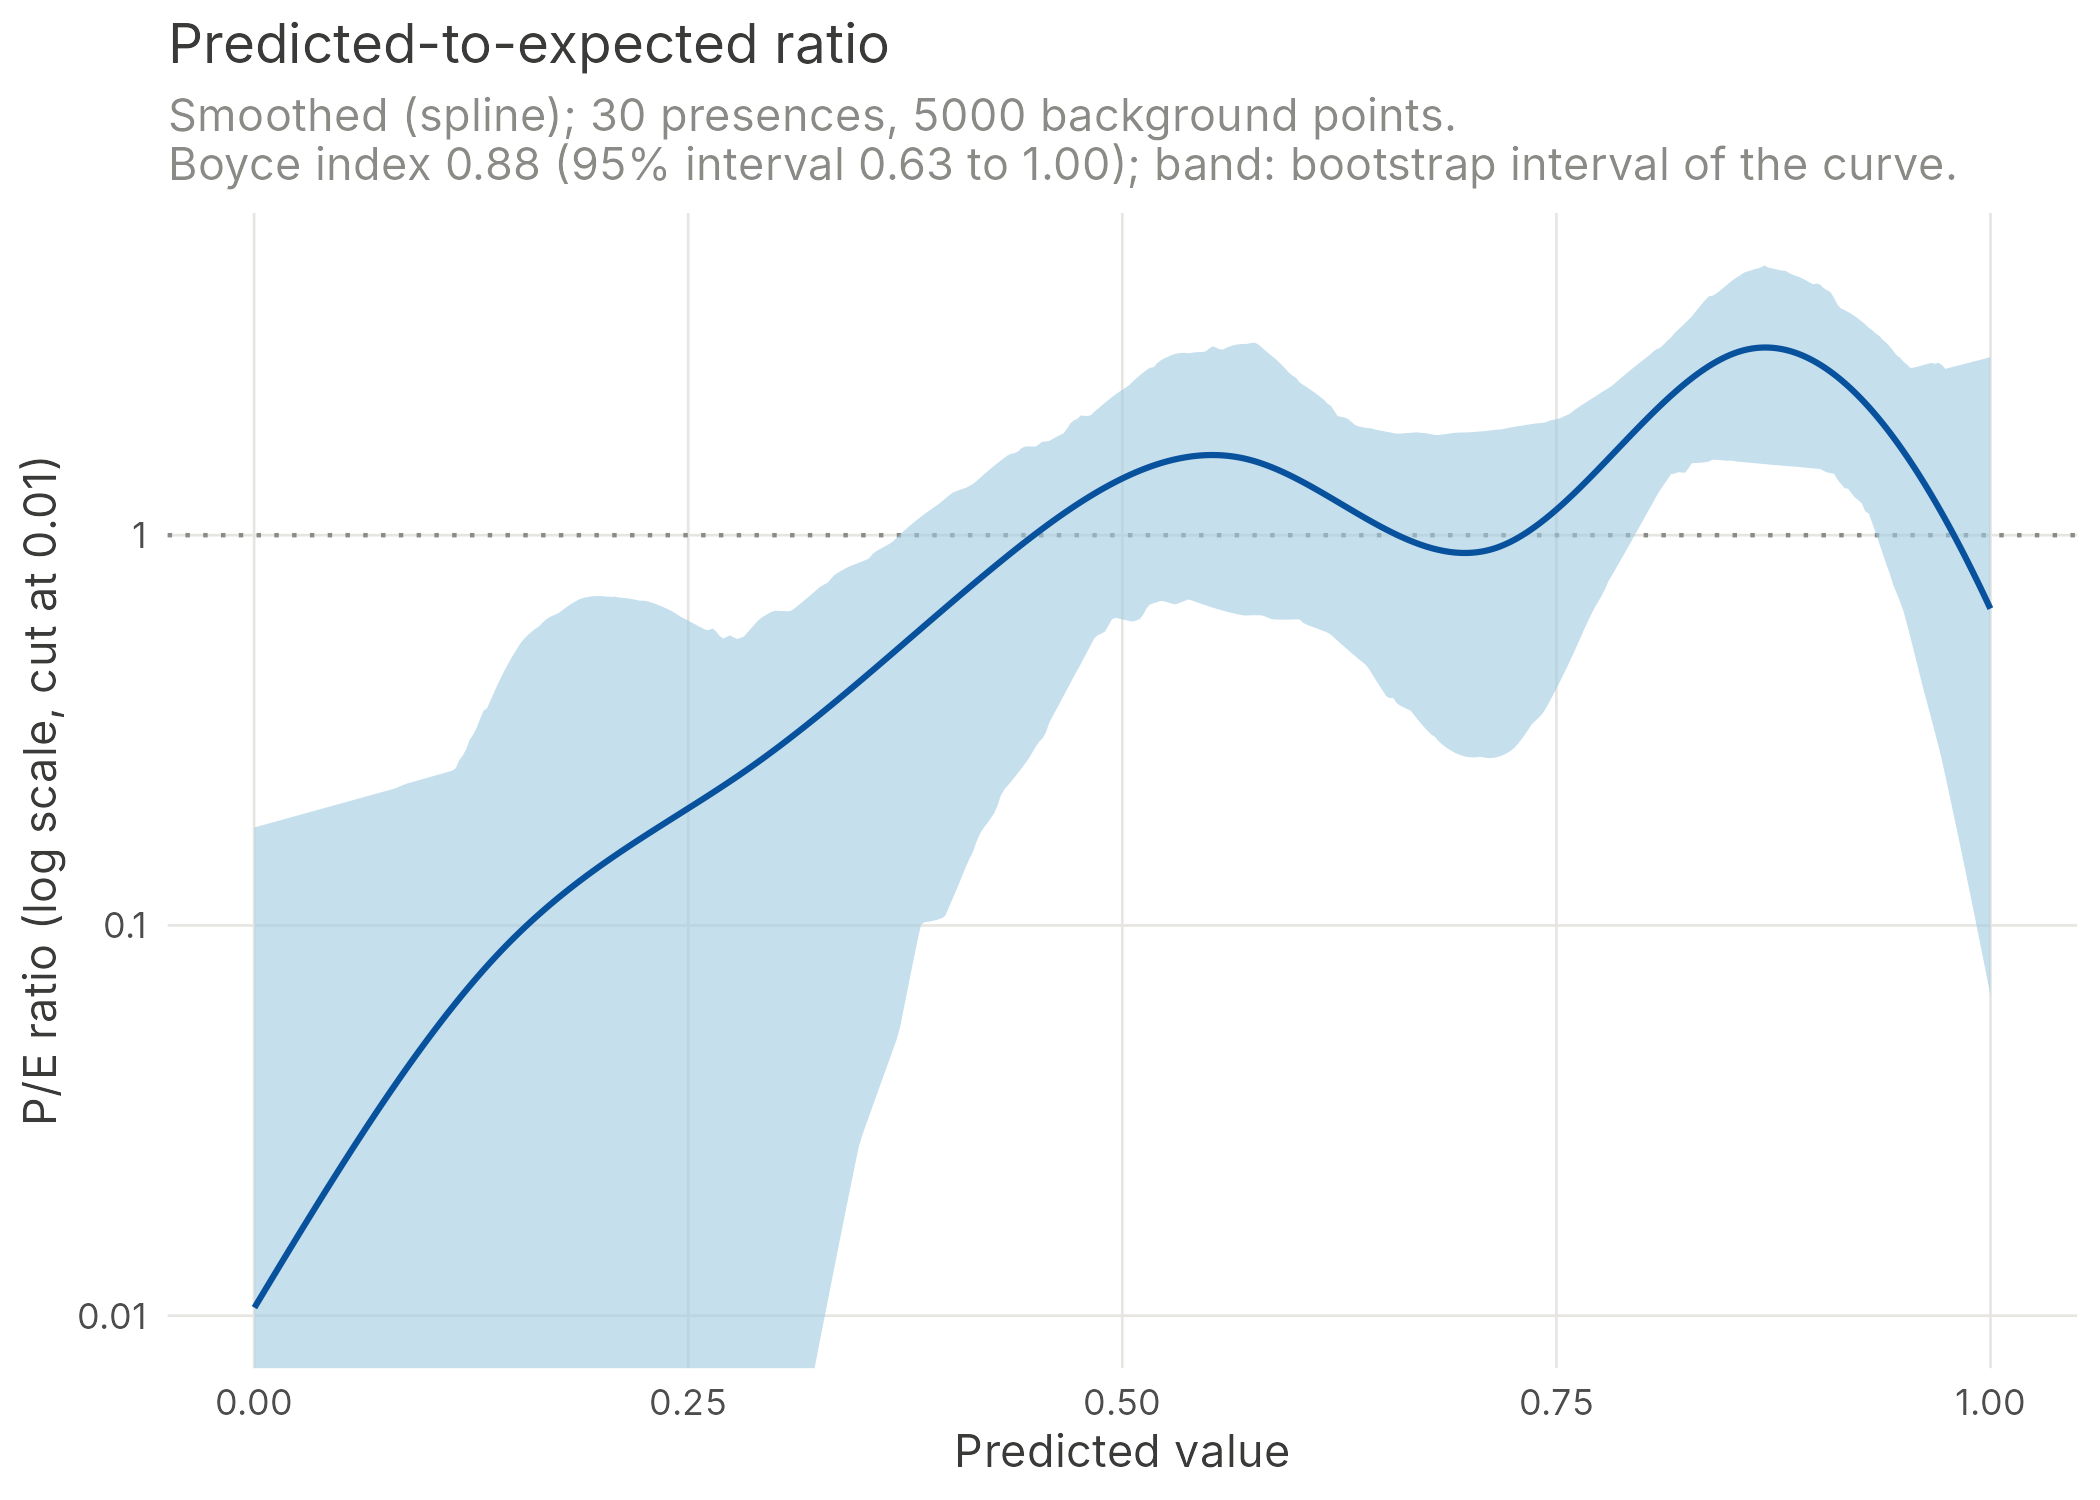 Predicted-to-expected ratio
Smoothed (spline); 30 presences, 5000 background points.
Boyce index 0.88 (95% interval 0.63 to 1.00); band: bootstrap interval of the curve.
P/E ratio (log scale, cut at 0.01)
1
0.1
0.01
0.00
0.25
0.50
0.75
1.00
Predicted value